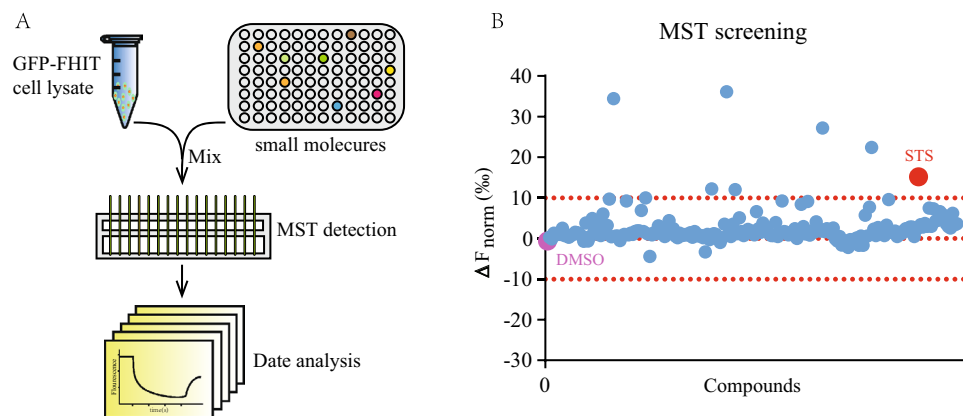 A
GFP-FHIT
cell lysate
small molecures
Mix
MST detection
Date analysis
Fluorescence
time(s)
B
MST screening
ΔF norm (‰)
40
30
20
10
0
-10
-20
-30
STS
DMSO
0
Compounds